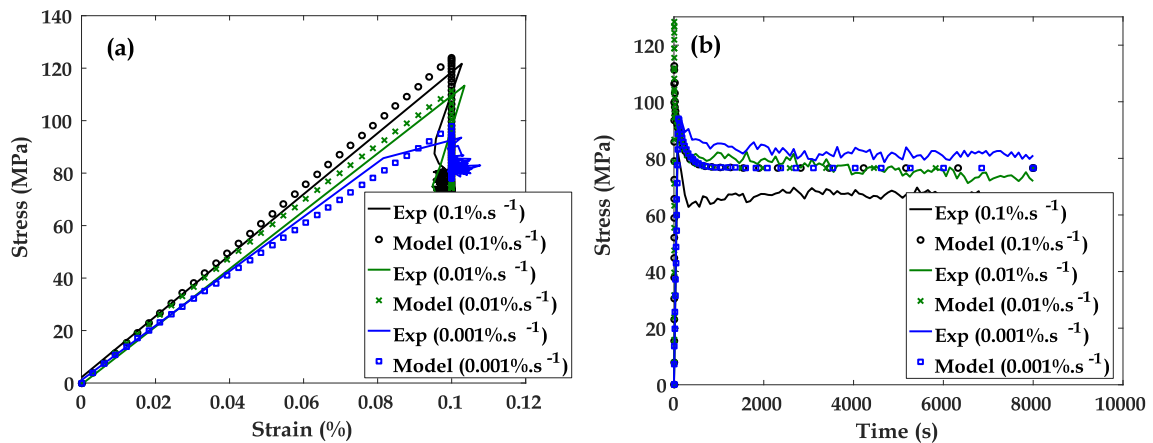 (a)
Stress (MPa)
140
120
100
80
60
40
20
0
0
0.02
0.04
0.06
0.08
0.1
0.12
Strain (%)
Exp (0.1%.s -1)
Model (0.1%.s -1)
Exp (0.01%.s -1)
Model (0.01%.s -1)
Exp (0.001%.s -1)
Model (0.001%.s -1)
(b)
Stress (MPa)
120
100
80
60
40
20
0
0
2000
4000
6000
8000
10000
Time (s)
Exp (0.1%.s -1)
Model (0.1%.s -1)
Exp (0.01%.s -1)
Model (0.01%.s -1)
Exp (0.001%.s -1)
Model (0.001%.s -1)